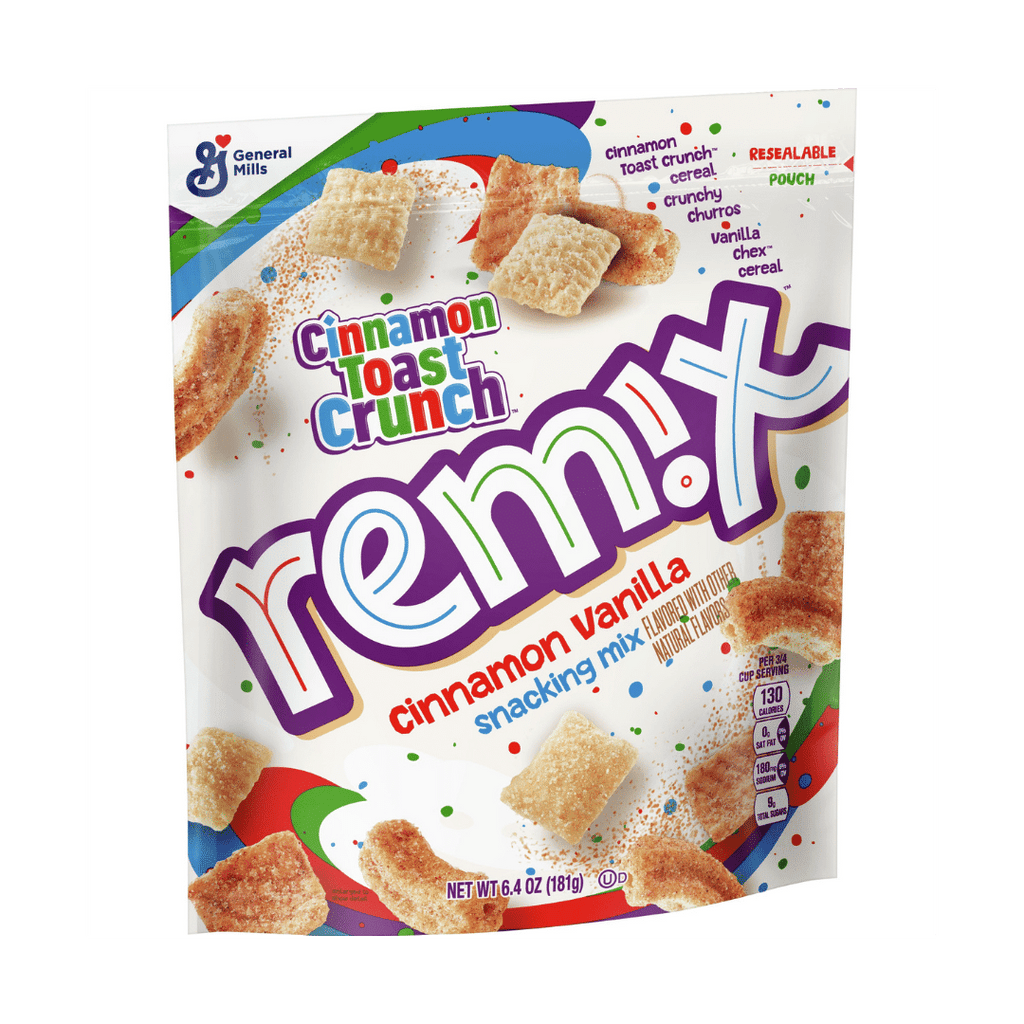 General
Mills
cinnamon
Toast Crunch™
cereal
crunchy
churros
vanilla
chex™
cereal
RESEALABLE
POUCH
Cinnamon
Toast
Crunch™
rem!x™
cinnamon vanilla
snacking mix
FLAVORED WITH OTHER
NATURAL FLAVORS
PER 3/4
CUP SERVING
130
CALORIES
0g
SAT FAT
180mg
SODIUM
9g
TOTAL SUGARS
NET WT 6.4 OZ (181g)
U D